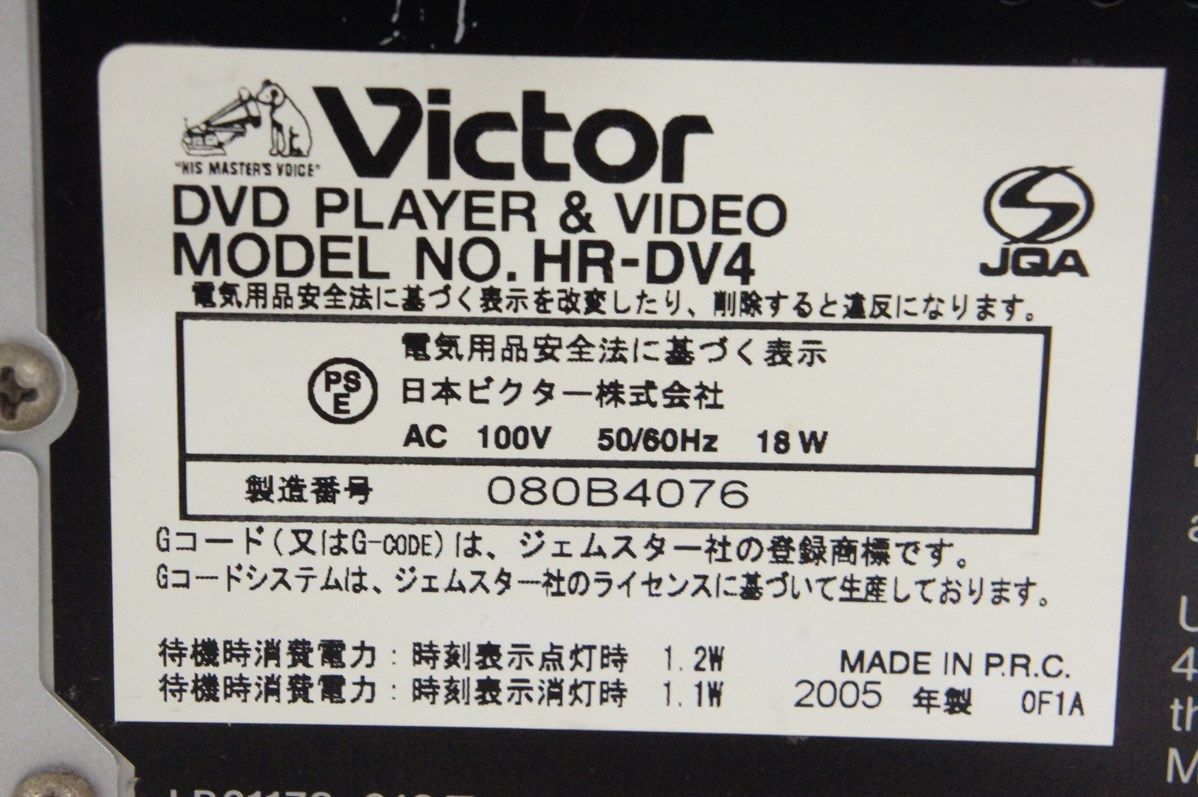 Victor
"HIS MASTER'S VOICE"
DVD PLAYER & VIDEO
MODEL NO. HR-DV4
JQA
電気用品安全法に基づく表示を改変したり、削除すると違反になります。
電気用品安全法に基づく表示
PS
E
日本ビクター株式会社
AC 100V 50/60Hz 18W
製造番号 080B4076
Gコード(又はG-CODE)は、ジェムスター社の登録商標です。
Gコードシステムは、ジェムスター社のライセンスに基づいて生産しております。
待機時消費電力:時刻表示点灯時 1.2W
待機時消費電力:時刻表示消灯時 1.1W
MADE IN P.R.C.
2005 年製 0F1A